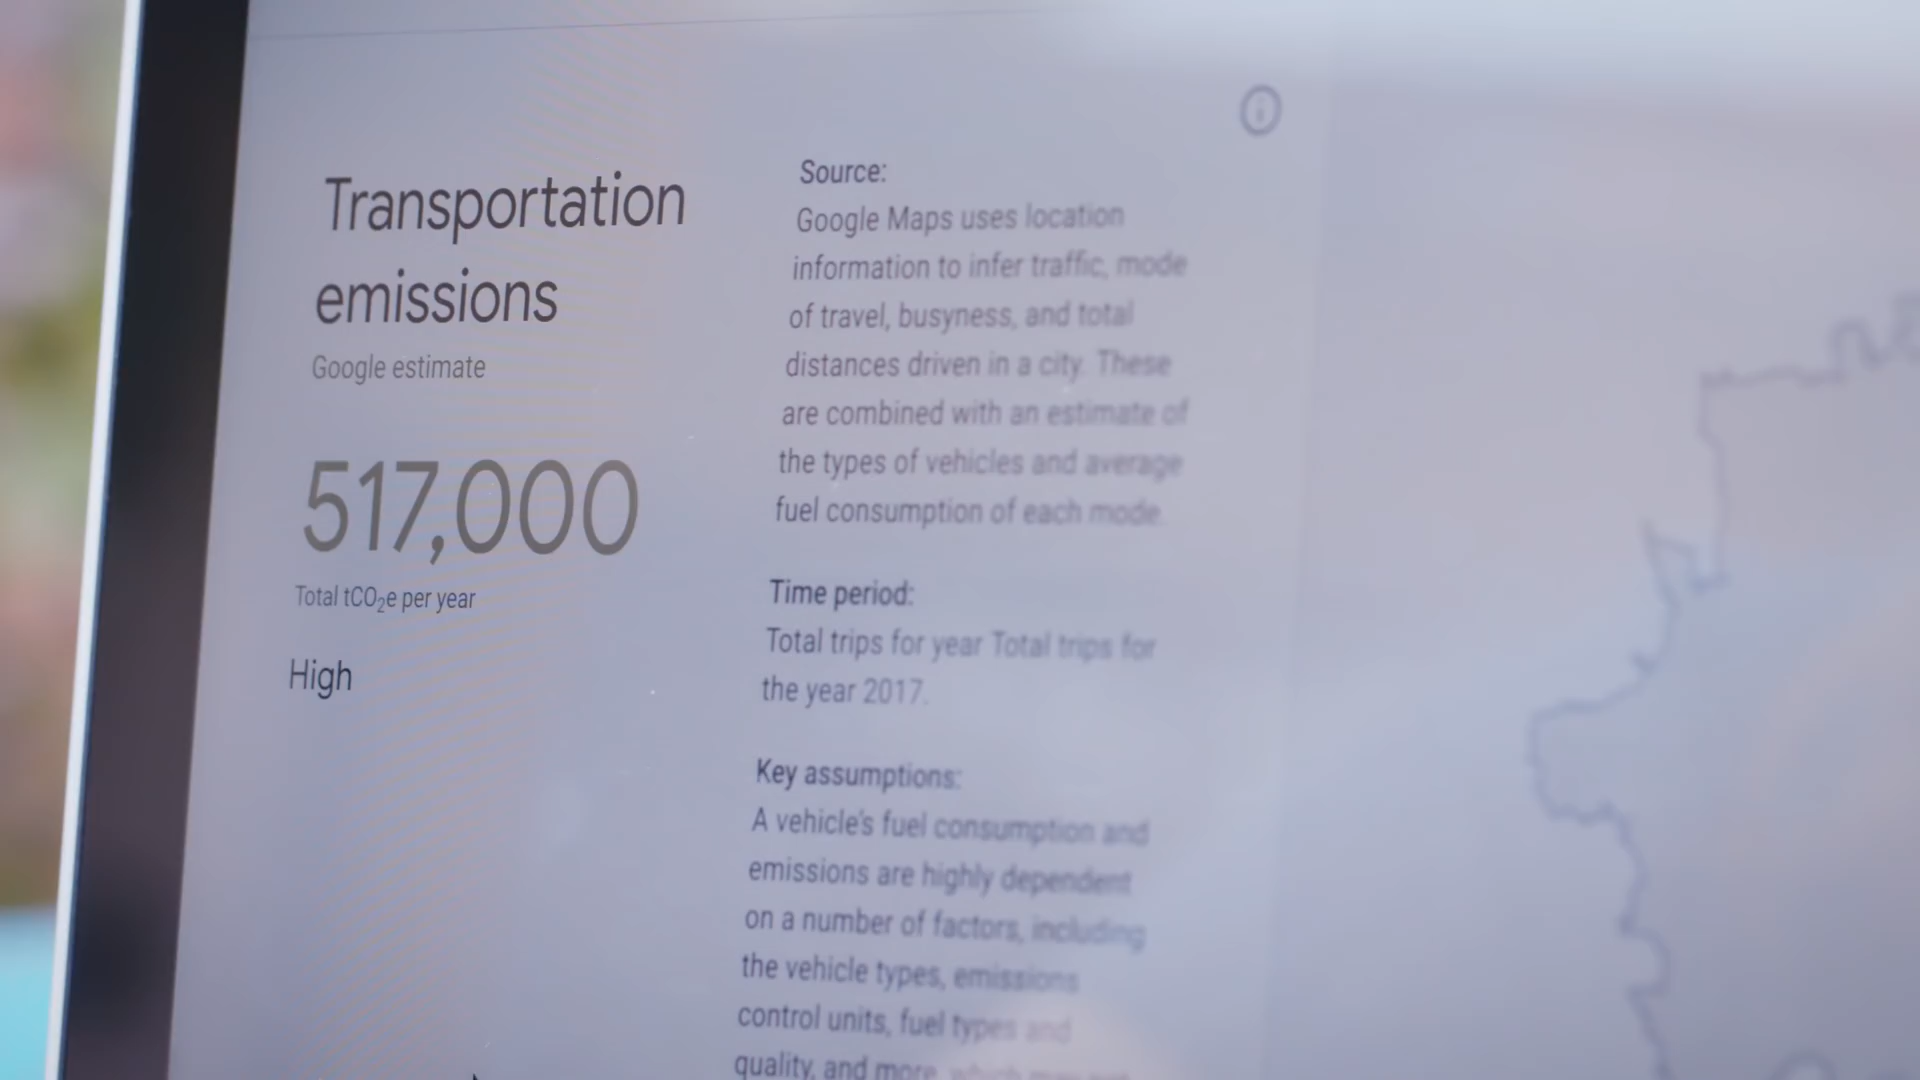 Transportation
emissions
Google estimate
517,000
Total tCO₂e per year
High
Source:
Google Maps uses location
information to infer traffic, mode
of travel, busyness, and total
distances driven in a city. These
are combined with an estimate of
the types of vehicles and average
fuel consumption of each mode.
Time period:
Total trips for year Total trips for
the year 2017.
Key assumptions:
A vehicle's fuel consumption and
emissions are highly dependent
on a number of factors, including
the vehicle types, emissions
control units, fuel types and
quality, and more, which may not